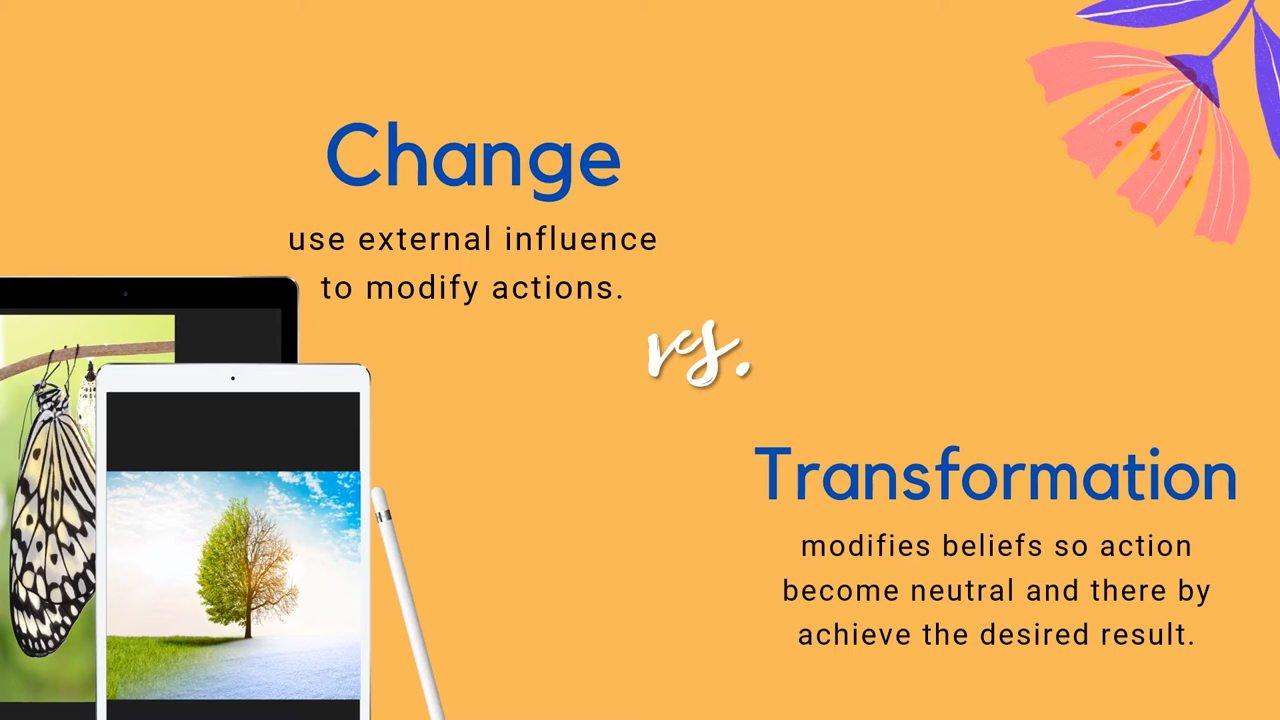 Change
use external influence
to modify actions.
vs.
Transformation
modifies beliefs so action
become neutral and there by
achieve the desired result.